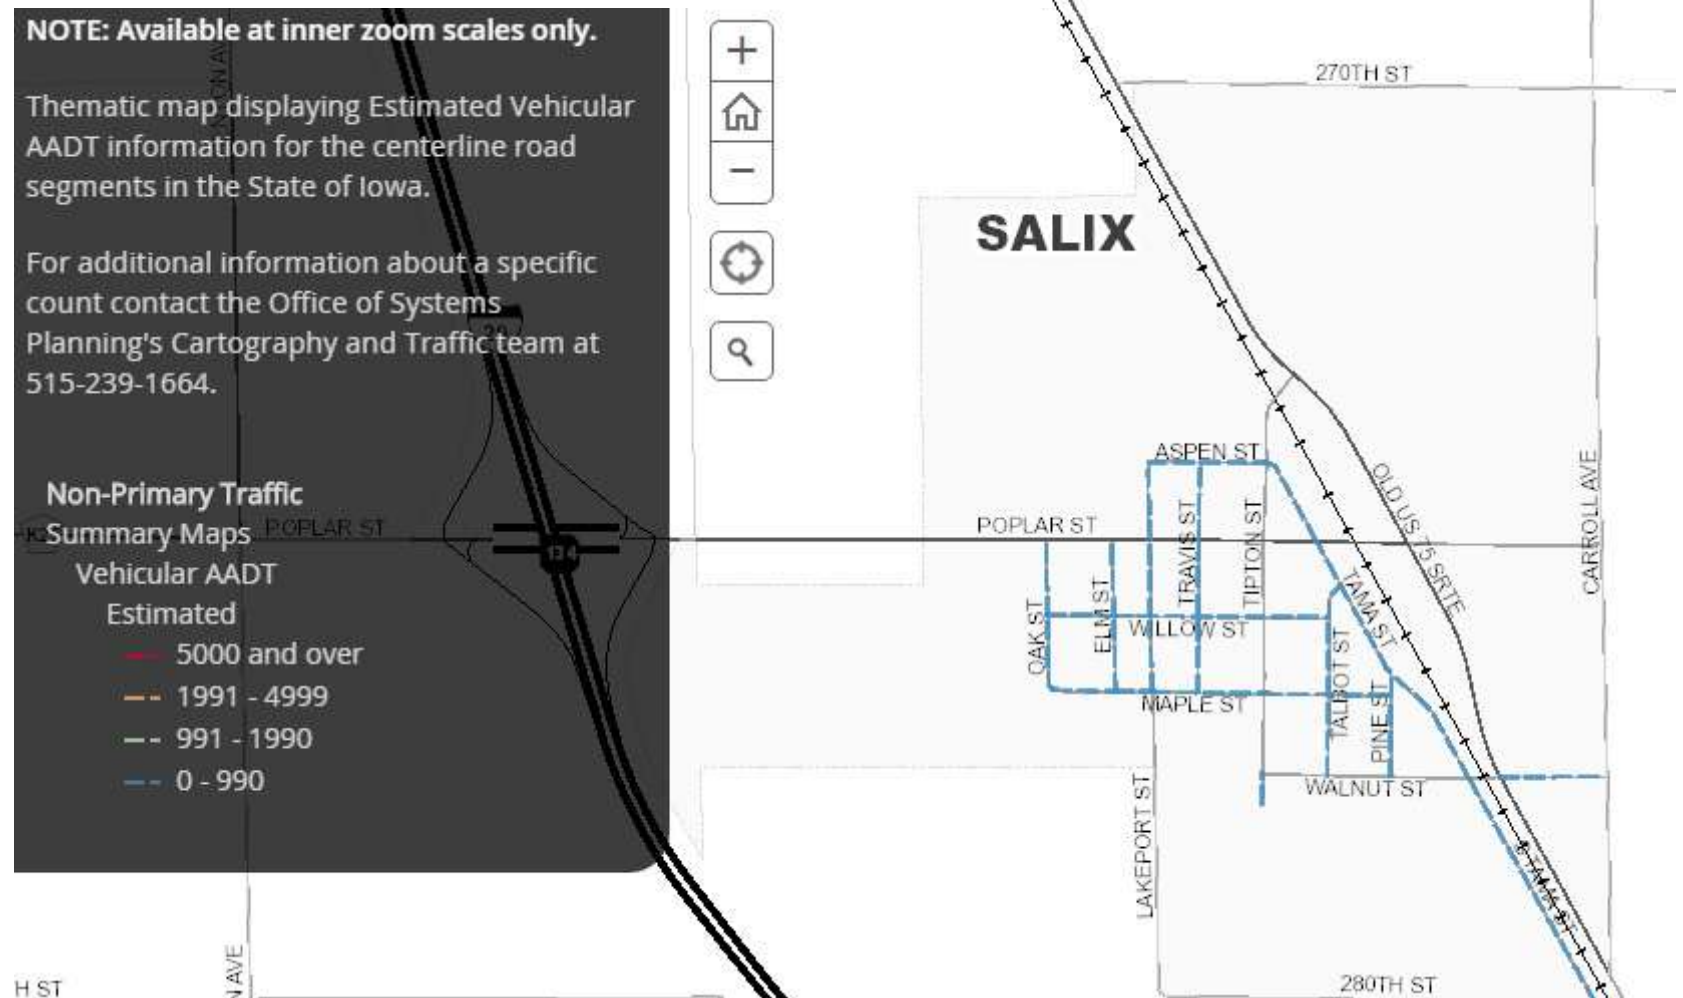 NOTE: Available at inner zoom scales only.
Thematic map displaying Estimated Vehicular
AADT information for the centerline road
segments in the State of Iowa.
For additional information about a specific
count contact the Office of Systems
Planning's Cartography and Traffic team at
515-239-1664.
Non-Primary Traffic
Summary Maps
Vehicular AADT
Estimated
5000 and over
1991 - 4999
991 - 1990
0 - 990
POPLAR ST
134
AVE
H ST
270TH ST
SALIX
ASPEN ST
POPLAR ST
TRAVIS ST
TIPTON ST
OLD US 75 SRTE
CARROLL AVE
OAK ST
ELM ST
WILLOW ST
TAMA ST
TALBOT ST
MAPLE ST
PINE ST
WALNUT ST
LAKEPORT ST
TAMA ST
280TH ST